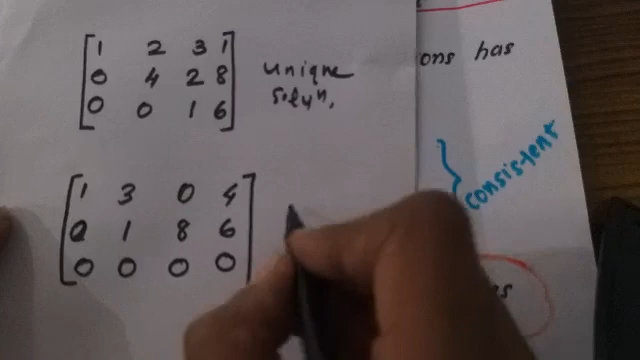 1 2 3 1
0 4 2 8
0 0 1 6
unique
solyn.
1 3 0 4
0 1 8 6
0 0 0 0
ons has
consistent